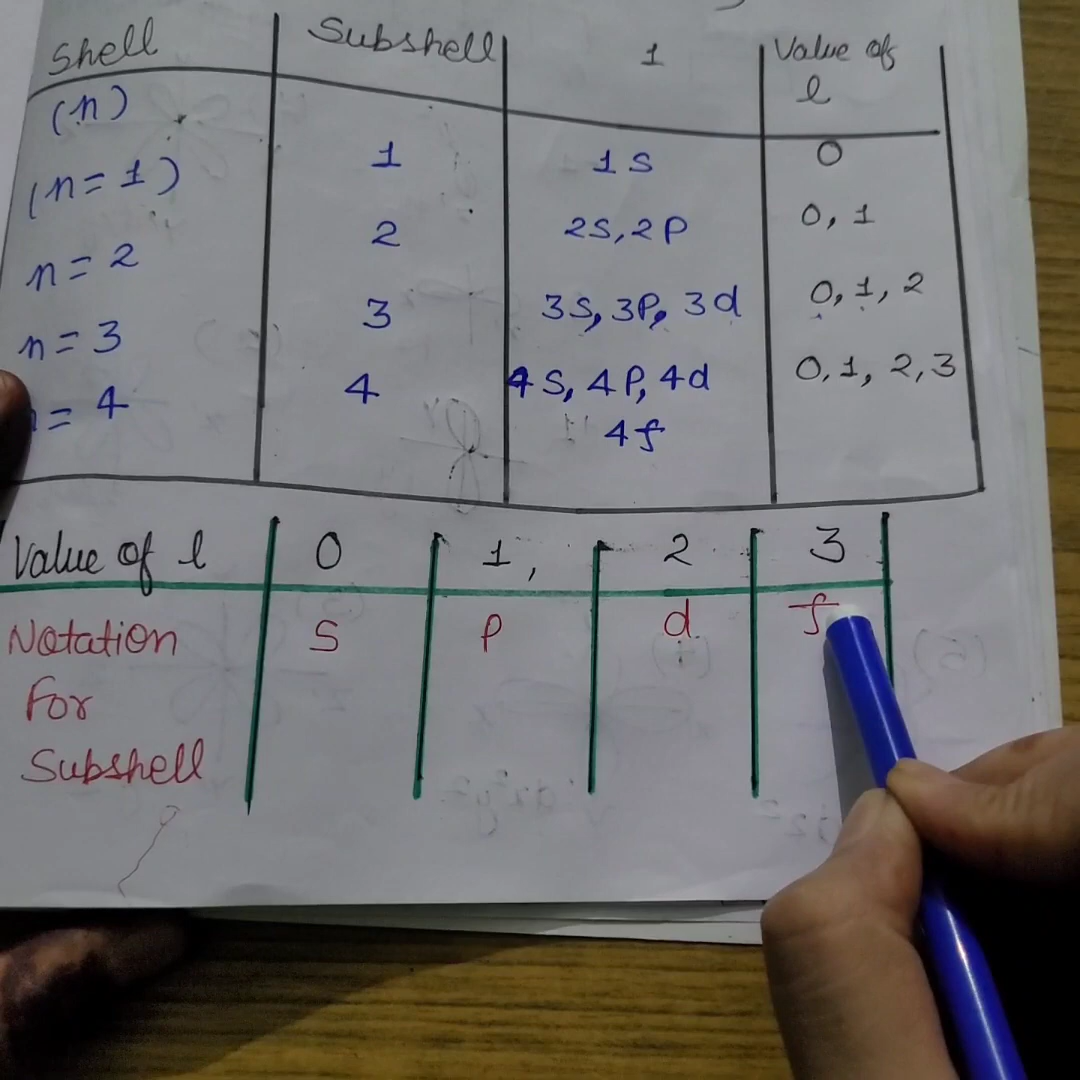 Shell Subshell 1 Value of
(n) l
(n=1) 1 1s 0
n=2 2 2s,2p 0,1
n=3 3 3s,3p,3d 0,1,2
= 4 4 4s,4p,4d 0,1,2,3
4f
Value of l 0 1, 2 3
Notation s p d. f
For
Subshell